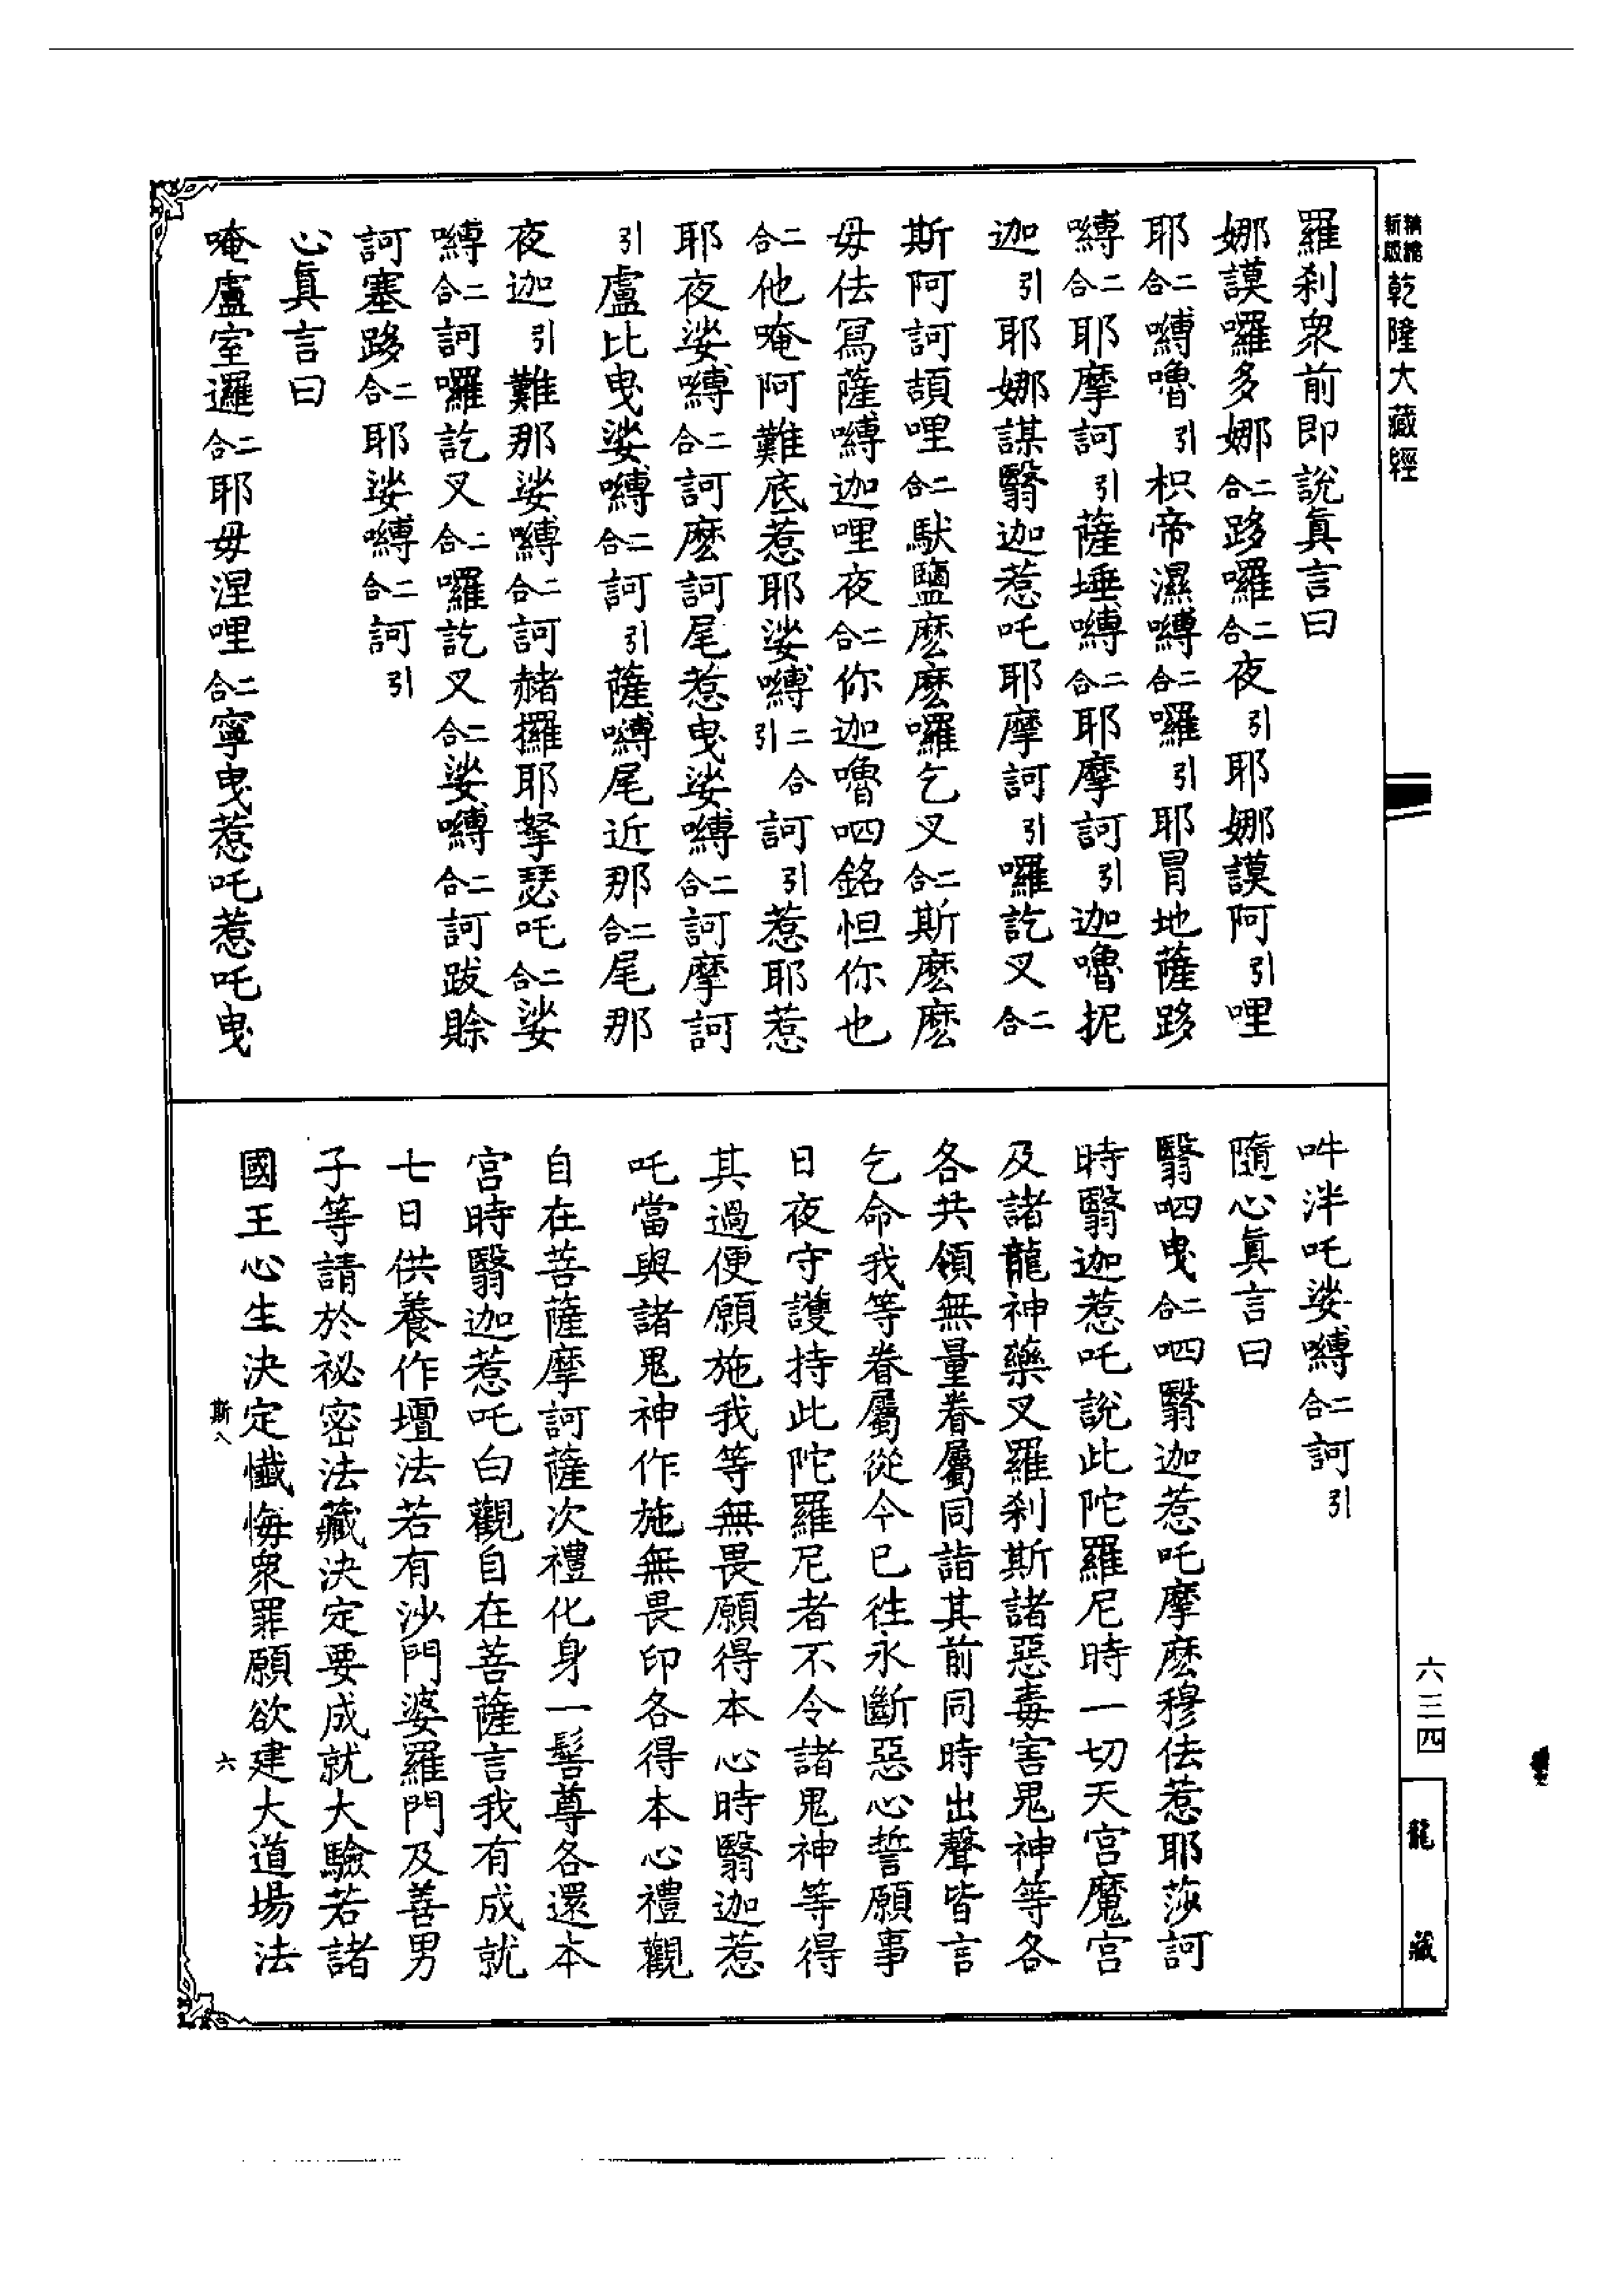 新版
精縮
乾隆大藏經
羅刹衆前即說眞言曰
娜謨囉多娜二合跢囉二合夜引耶娜謨阿引哩
耶二合嚩嚕引枳帝濕嚩二合囉引耶冐地薩跢
嚩二合耶摩訶引薩埵嚩二合耶摩訶引迦嚕抳
迦引耶娜謀翳迦惹吒耶摩訶引囉訖叉二合
斯阿訶頡哩二合馱鹽麽麽囉乞叉二合斯麽麽
毋佉冩薩嚩迦哩夜二合你迦嚕呬銘怛你也
二合他唵阿難底惹耶娑嚩二合引訶引惹耶惹
耶夜娑嚩二合訶麽訶尾惹曳娑嚩二合訶摩訶
引盧比曳娑嚩二合訶引薩嚩尾近那二合尾那
夜迦引難那娑嚩二合訶赭攞耶拏瑟吒二合娑
嚩二合訶囉訖叉二合囉訖叉二合娑嚩二合訶跋賖
訶塞跢二合耶娑嚩二合訶引
心眞言曰
唵盧室邏二合耶毋涅哩二合寧曳惹吒惹吒曳
吽泮吒娑嚩二合訶引
隨心眞言曰
翳呬曳二合呬翳迦惹吒摩麽穆佉惹耶莎訶
時翳迦惹吒說此陀羅尼時一切天宮魔宮
及諸龍神藥叉羅刹斯諸惡毒害鬼神等各
各共領無量眷屬同詣其前同時出聲皆言
乞命我等眷屬從今已徃永斷惡心誓願事
日夜守護持此陀羅尼者不令諸鬼神等得
其過便願施我等無畏願得本心時翳迦惹
吒當與諸鬼神作施無畏印各得本心禮觀
自在菩薩摩訶薩次禮化身一髻尊各還本
宮時翳迦惹吒白觀自在菩薩言我有成就
七日供養作壇法若有沙門婆羅門及善男
子等請於祕密法藏決定要成就大驗若諸
國王心生決定懺悔衆罪願欲建大道場法
斯八
六
六三四
龍藏